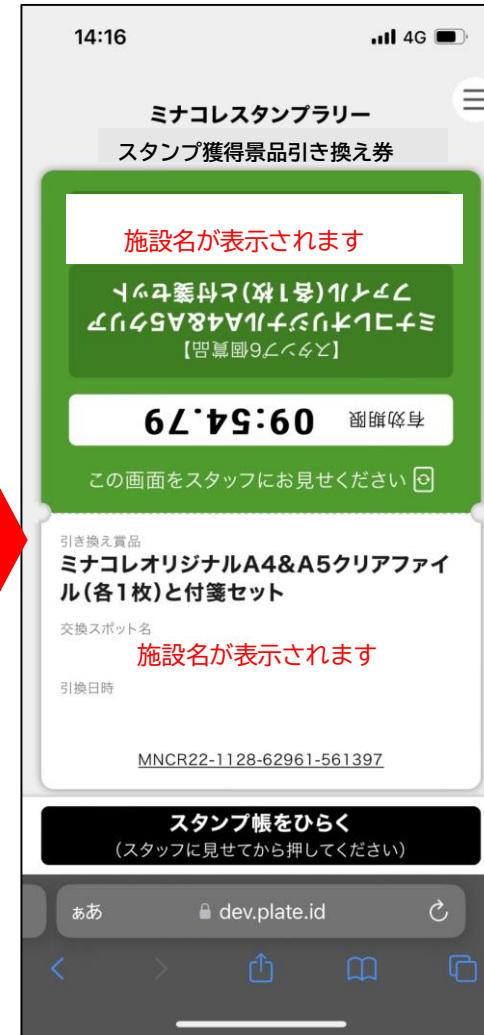 14:16
4G
ミナコレスタンプラリー
スタンプ獲得景品引き換え券
施設名が表示されます
ミナコレオリジナルA4&A5クリア
ファイル(各1枚)と付箋セット
【スタンプ6個賞品】
有効期限 09:54.79
この画面をスタッフにお見せください
引き換え賞品
ミナコレオリジナルA4&A5クリアファイ
ル(各1枚)と付箋セット
交換スポット名
施設名が表示されます
引換日時
MNCR22-1128-62961-561397
スタンプ帳をひらく
(スタッフに見せてから押してください)
ぁあ
dev.plate.id